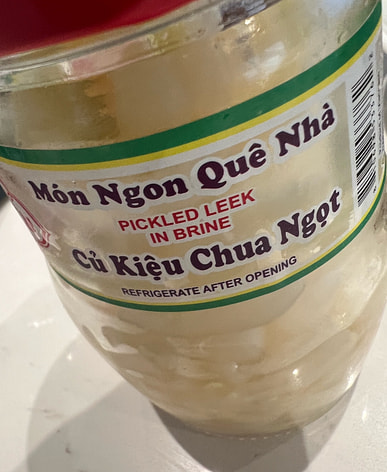 Món Ngon Quê Nhà
PICKLED LEEK
IN BRINE
Củ Kiệu Chua Ngọt
REFRIGERATE AFTER OPENING